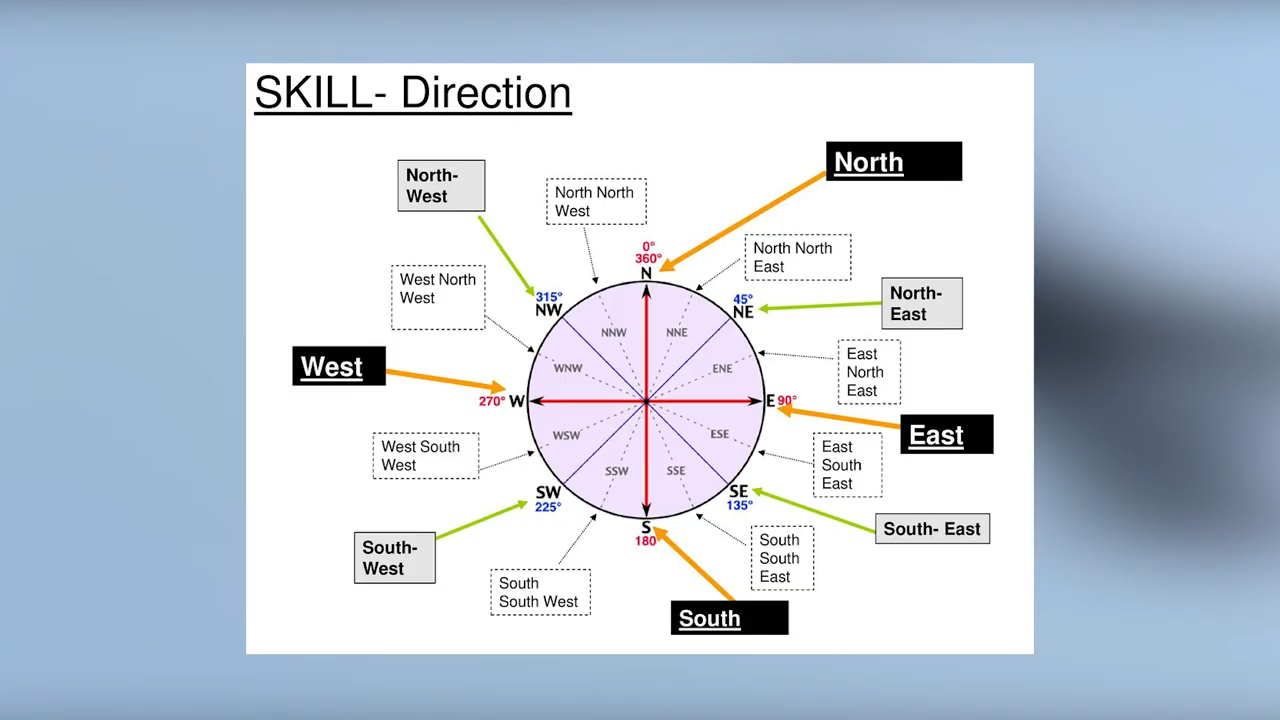 SKILL- Direction
North-
West
North North
West
North
North North
East
0°
360°
N
West North
West
315°
NW
45°
NE
North-
East
NNW
NNE
WNW
ENE
East
North
East
West
270° W
E 90°
East
WSW
ESE
West South
West
East
South
East
SSW
SSE
SW
225°
SE
135°
South- East
S
180
South-
West
South
South West
South
South
East
South